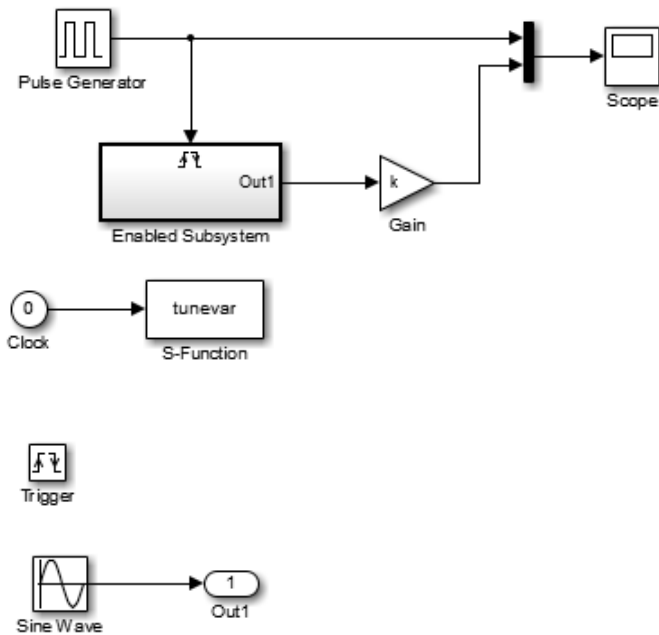 Pulse Generator
Scope
Out1
Enabled Subsystem
k
Gain
0
Clock
tunevar
S-Function
Trigger
Sine Wave
1
Out1